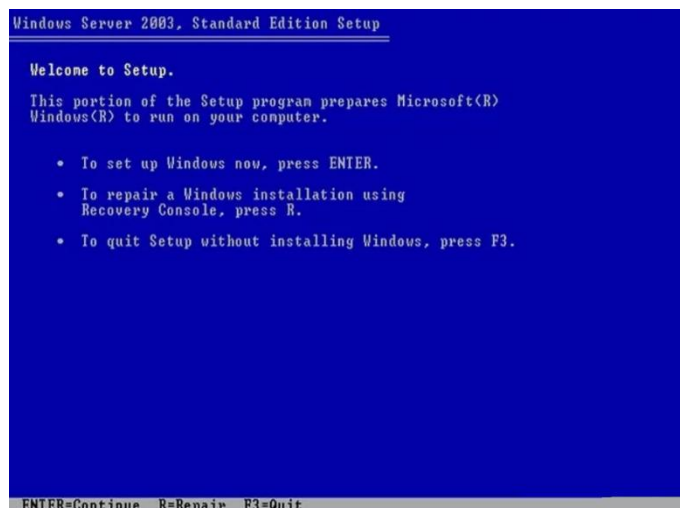 Windows Server 2003, Standard Edition Setup
Welcome to Setup.
This portion of the Setup program prepares Microsoft(R)
Windows(R) to run on your computer.
• To set up Windows now, press ENTER.
• To repair a Windows installation using
Recovery Console, press R.
• To quit Setup without installing Windows, press F3.
ENTER=Continue R=Repair F3=Quit